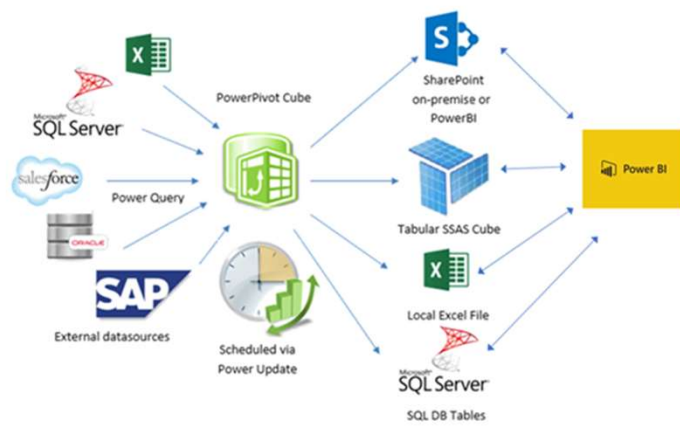 X
S
SharePoint
on-premise or
PowerBI
PowerPivot Cube
Microsoft
SQL Server
salesforce
Power Query
ORACLE
SAP
External datasources
Scheduled via
Power Update
Tabular SSAS Cube
Power BI
X
Local Excel File
Microsoft
SQL Server
SQL DB Tables